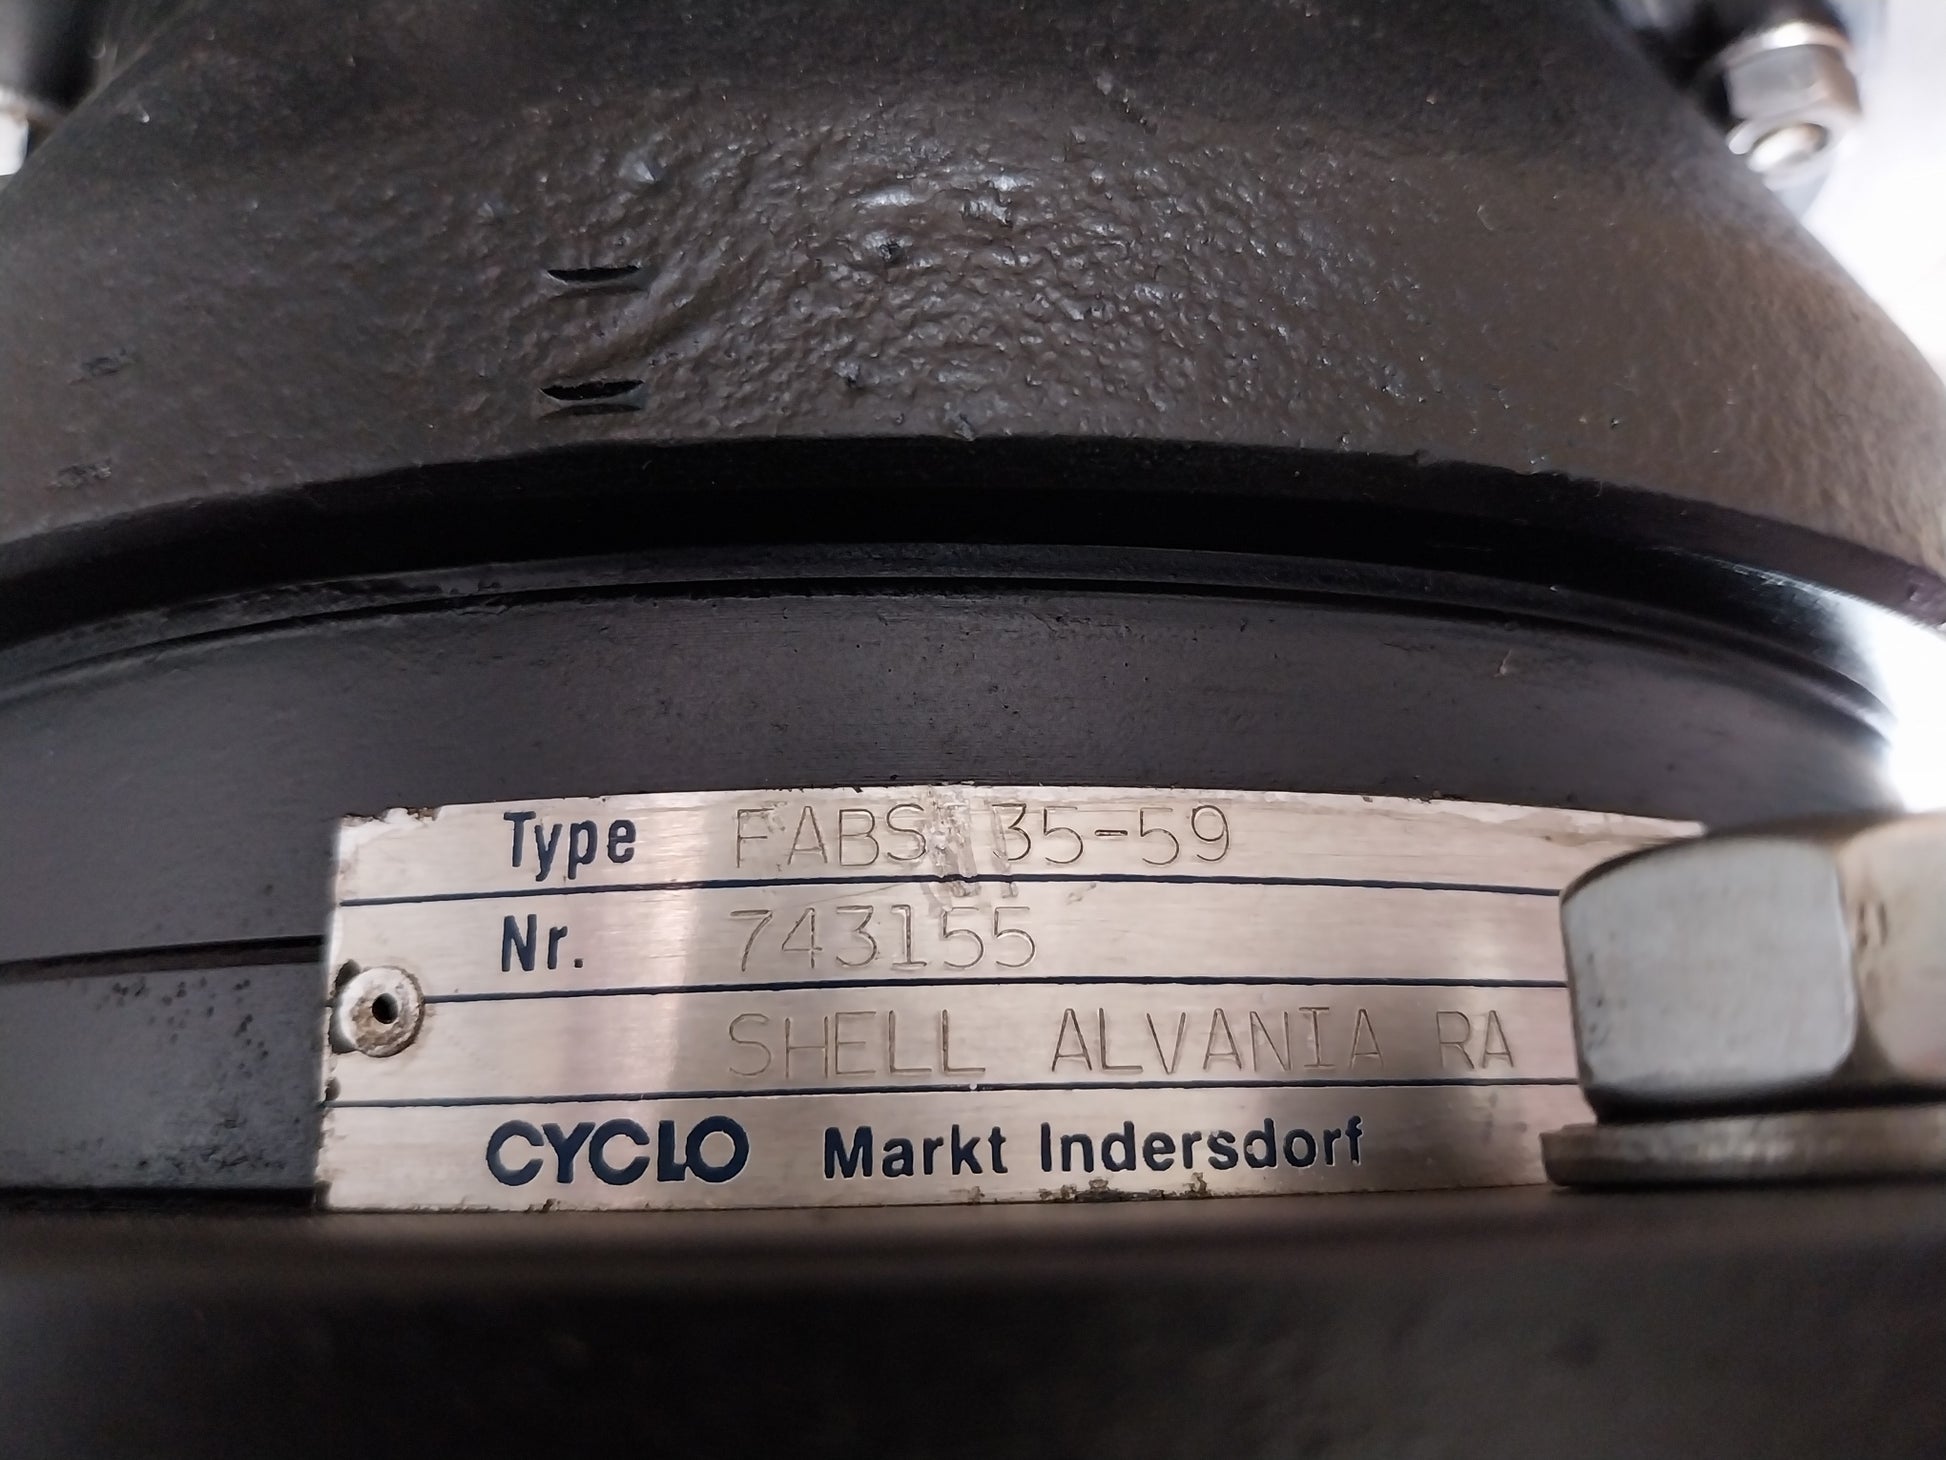 Type FABS 35-59
Nr. 743155
SHELL ALVANIA RA
CYCLO Markt Indersdorf